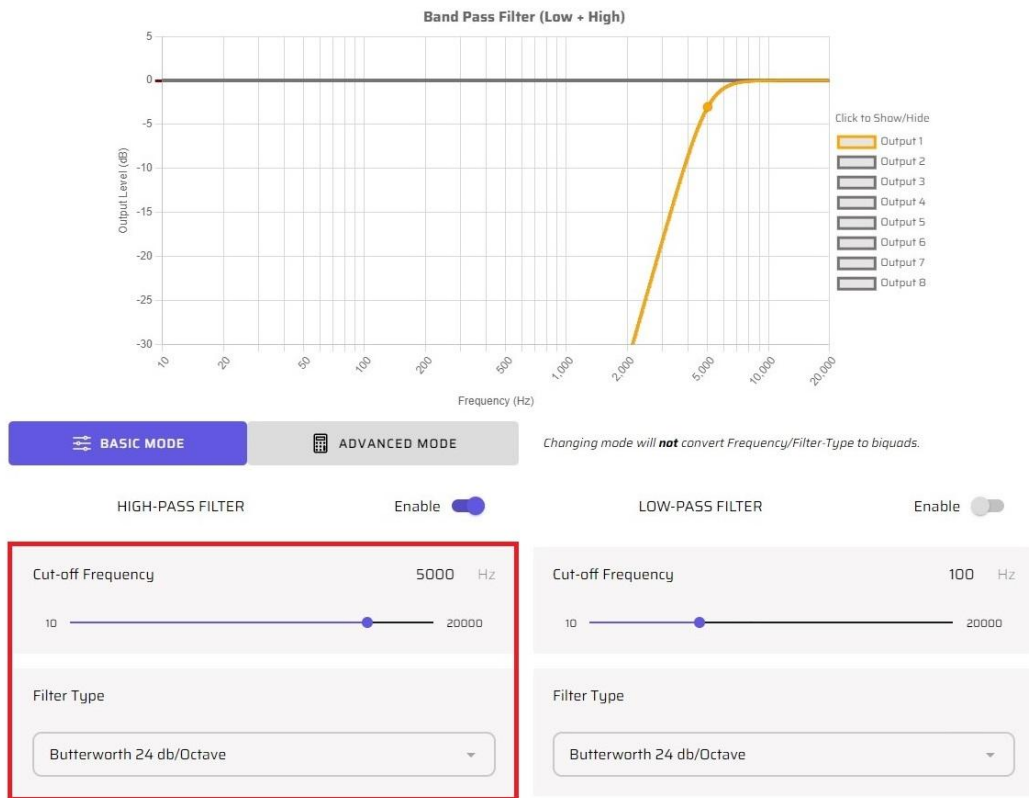 Band Pass Filter (Low + High)
5
0
-5
-10
-15
-20
-25
-30
Output Level (dB)
10
20
50
100
200
500
1,000
2,000
5,000
10,000
20,000
Frequency (Hz)
Click to Show/Hide
Output 1
Output 2
Output 3
Output 4
Output 5
Output 6
Output 7
Output 8
BASIC MODE
ADVANCED MODE
Changing mode will not convert Frequency/Filter-Type to biquads.
HIGH-PASS FILTER
Enable
LOW-PASS FILTER
Enable
Cut-off Frequency
5000 Hz
10
20000
Filter Type
Butterworth 24 db/Octave
Cut-off Frequency
100 Hz
10
20000
Filter Type
Butterworth 24 db/Octave